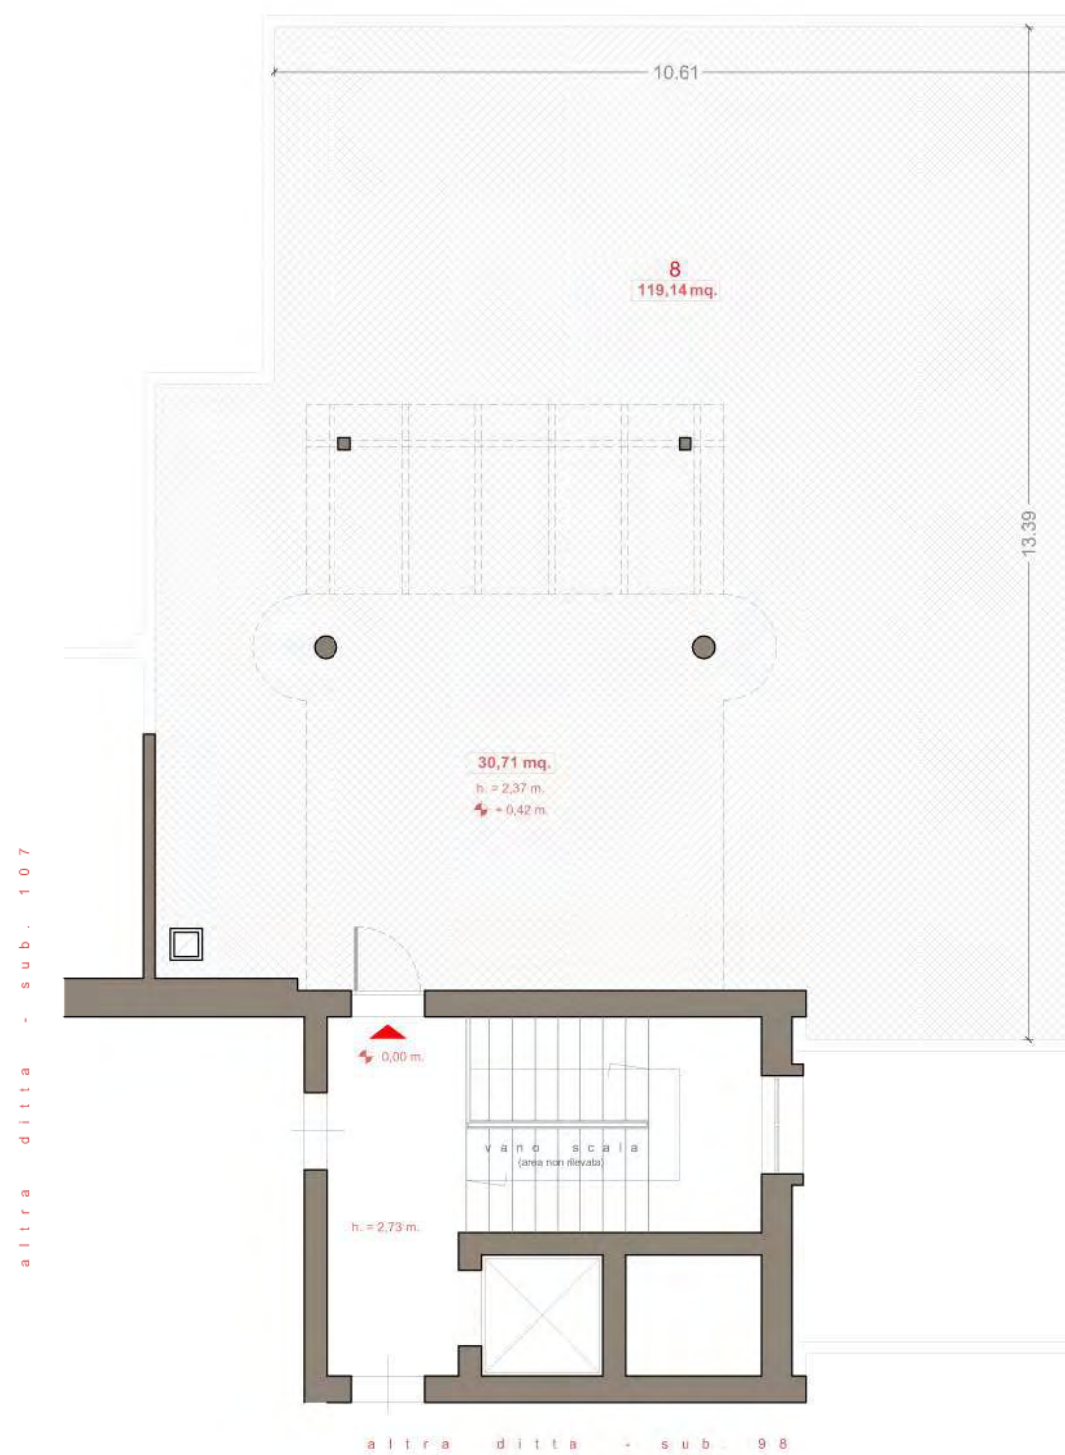 10.61
8
119,14 mq.
13.39
30,71 mq.
h. = 2,37 m.
+ 0,42 m.
altra ditta - sub. 107
0,00 m.
vano scala
(area non rilevata)
h. = 2,73 m.
altra ditta - sub. 98